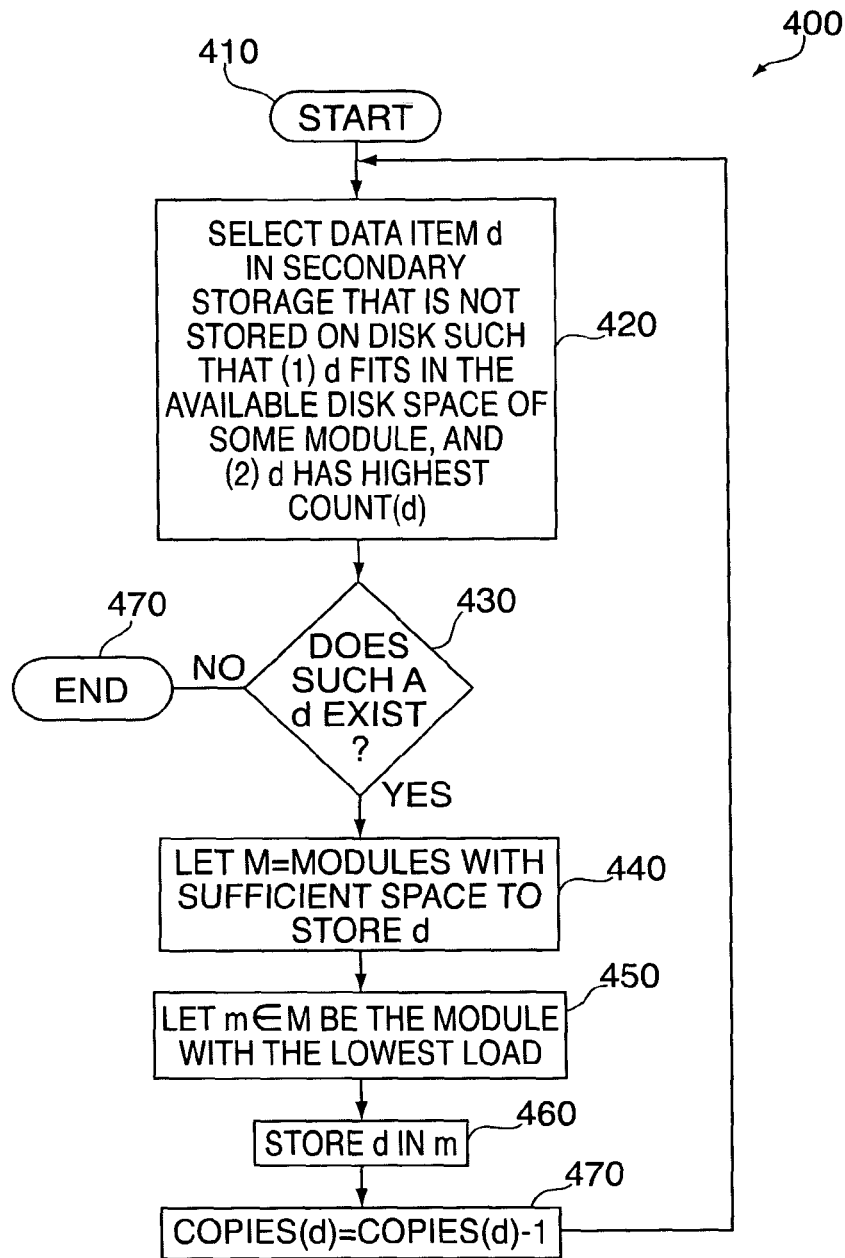 400
410
START
SELECT DATA ITEM d
IN SECONDARY
STORAGE THAT IS NOT
STORED ON DISK SUCH
THAT (1) d FITS IN THE
AVAILABLE DISK SPACE OF
SOME MODULE, AND
(2) d HAS HIGHEST
COUNT(d)
420
470
END
NO
430
DOES
SUCH A
d EXIST
?
YES
LET M=MODULES WITH
SUFFICIENT SPACE TO
STORE d
440
450
LET m∈M BE THE MODULE
WITH THE LOWEST LOAD
460
STORE d IN m
470
COPIES(d)=COPIES(d)-1